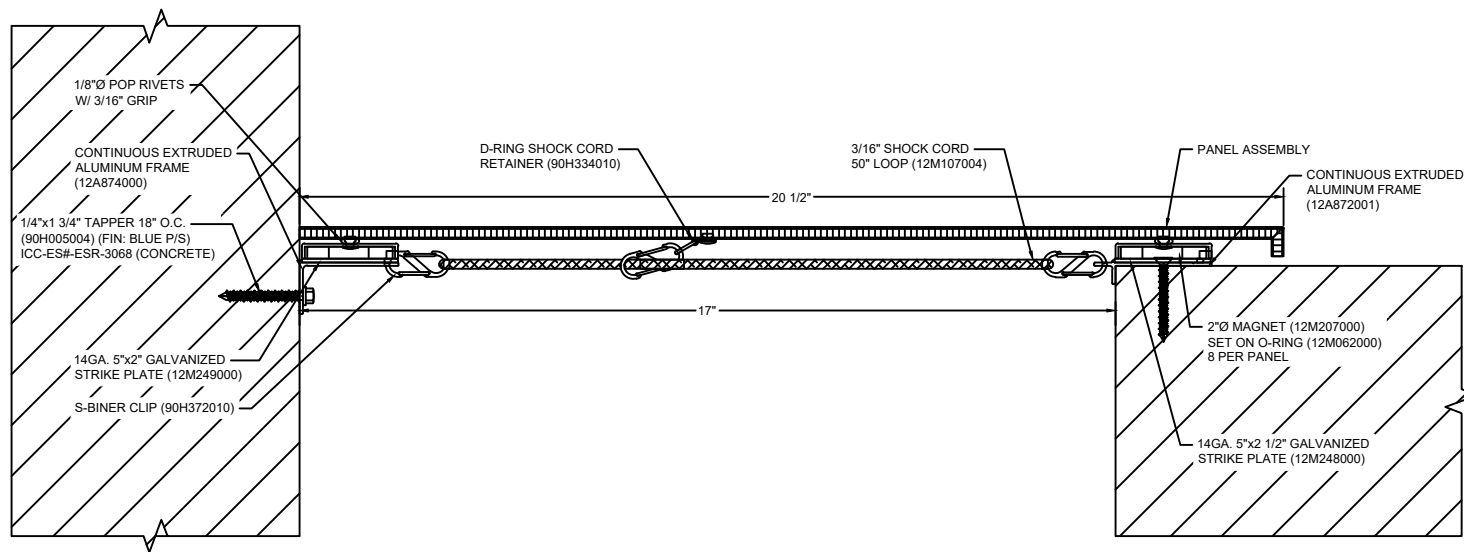 1/8"Ø POP RIVETS
W/ 3/16" GRIP
CONTINUOUS EXTRUDED
ALUMINUM FRAME
(12A874000)
1/4"x1 3/4" TAPPER 18" O.C.
(90H005004) (FIN: BLUE P/S)
ICC-ES#-ESR-3068 (CONCRETE)
14GA. 5"x2" GALVANIZED
STRIKE PLATE (12M249000)
S-BINER CLIP (90H372010)
D-RING SHOCK CORD
RETAINER (90H334010)
3/16" SHOCK CORD
50" LOOP (12M107004)
PANEL ASSEMBLY
CONTINUOUS EXTRUDED
ALUMINUM FRAME
(12A872001)
20 1/2"
17"
2"Ø MAGNET (12M207000)
SET ON O-RING (12M062000)
8 PER PANEL
14GA. 5"x2 1/2" GALVANIZED
STRIKE PLATE (12M248000)